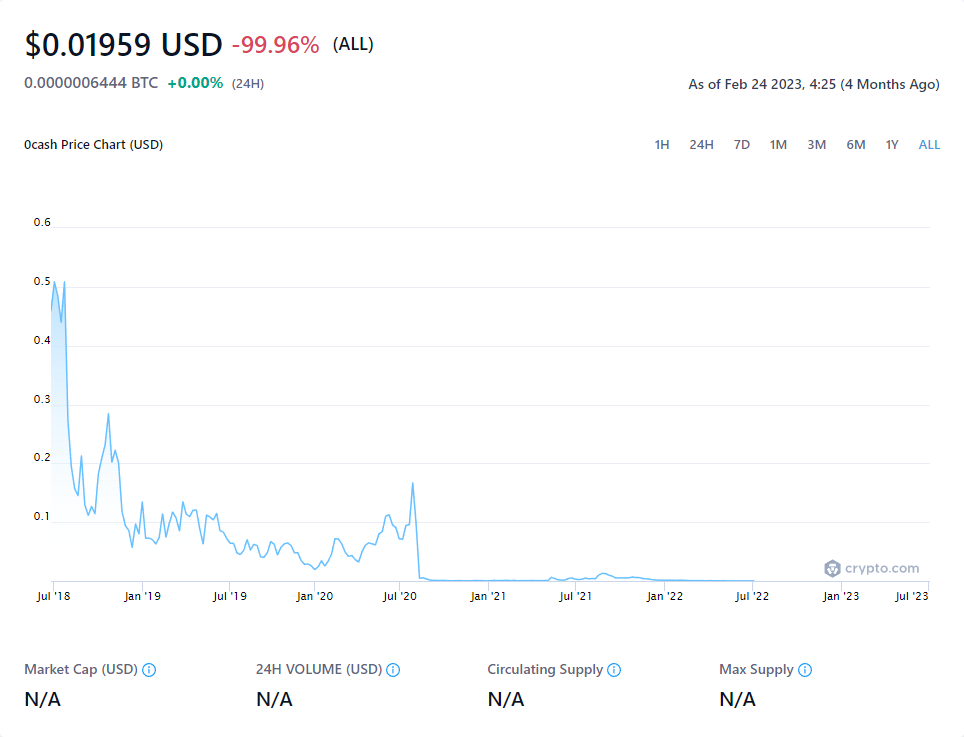 $0.01959 USD -99.96% (ALL)
0.0000006444 BTC +0.00% (24H)
As of Feb 24 2023, 4:25 (4 Months Ago)
0cash Price Chart (USD)
1H 24H 7D 1M 3M 6M 1Y ALL
0.6
0.5
0.4
0.3
0.2
0.1
crypto.com
Jul '18 Jan '19 Jul '19 Jan '20 Jul '20 Jan '21 Jul '21 Jan '22 Jul '22 Jan '23 Jul '23
Market Cap (USD) 24H VOLUME (USD) Circulating Supply Max Supply
N/A N/A N/A N/A